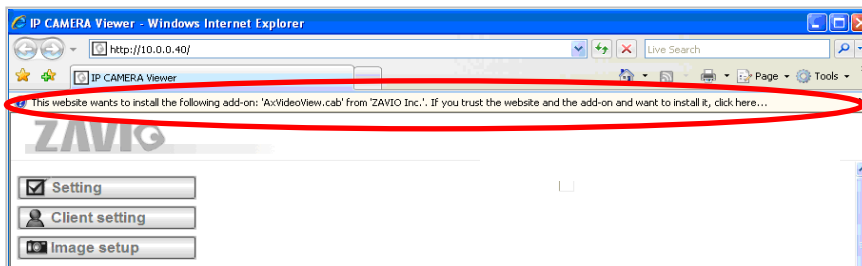 IP CAMERA Viewer - Windows Internet Explorer
http://10.0.0.40/
Live Search
IP CAMERA Viewer
Page
Tools
This website wants to install the following add-on: 'AxVideoView.cab' from 'ZAVIO Inc.'. If you trust the website and the add-on and want to install it, click here...
ZAVIO
Setting
Client setting
Image setup